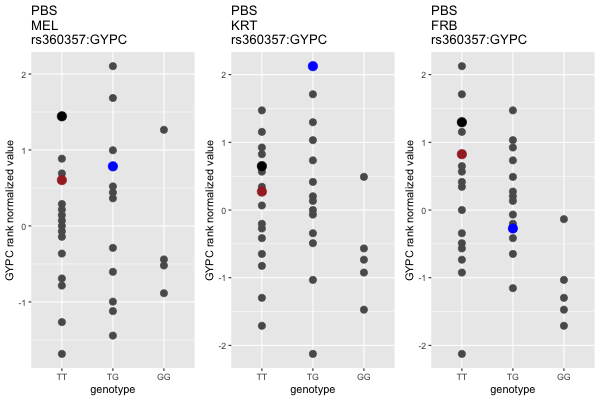 PBS
MEL
rs360357:GYPC
GYPC rank normalized value
2
1
0
-1
TT
TG
GG
genotype
PBS
KRT
rs360357:GYPC
GYPC rank normalized value
2
1
0
-1
-2
TT
TG
GG
genotype
PBS
FRB
rs360357:GYPC
GYPC rank normalized value
2
1
0
-1
-2
TT
TG
GG
genotype